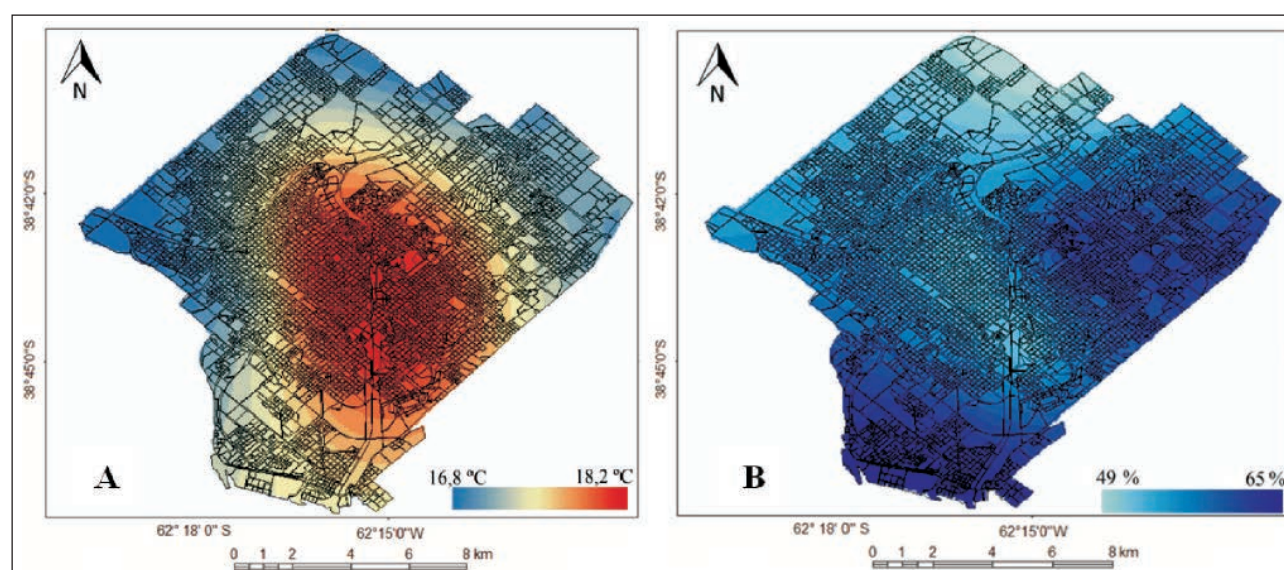 N
38°42'0"S
38°45'0"S
A
16,8 ºC
18,2 ºC
62° 18' 0" S
62°15'0"W
0 1 2 4 6 8 km
N
38°42'0"S
38°45'0"S
B
49 %
65 %
62° 18' 0" S
62°15'0"W
0 1 2 4 6 8 km